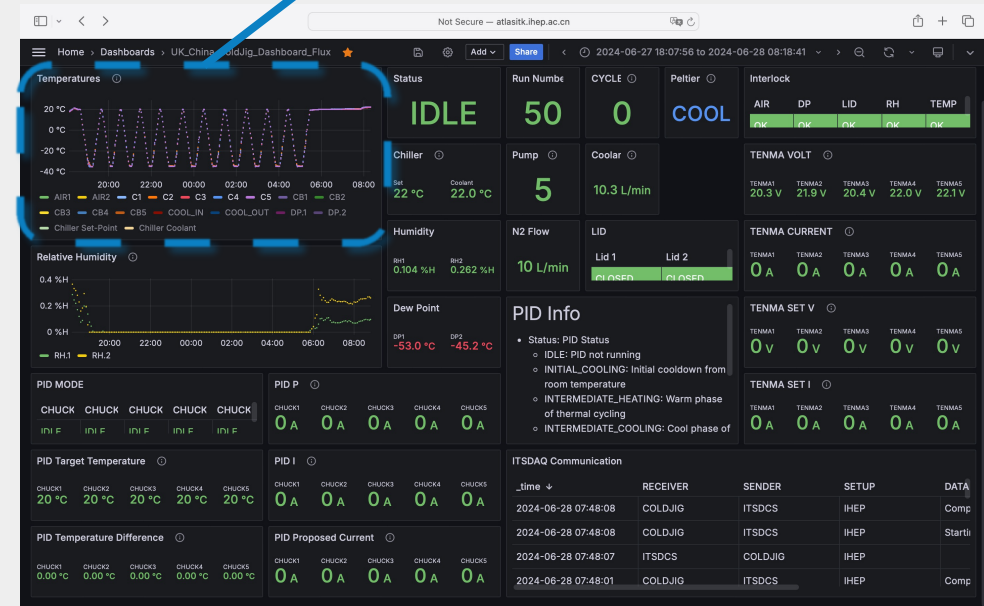 Not Secure — atlasitk.ihep.ac.cn
Home › Dashboards › UK_China_ColdJig_Dashboard_Flux
Add
Share
2024-06-27 18:07:56 to 2024-06-28 08:18:41
Temperatures
20 °C
0 °C
-20 °C
-40 °C
20:00 22:00 00:00 02:00 04:00 06:00 08:00
AIR1 AIR2 C1 C2 C3 C4 C5 CB1 CB2
CB3 CB4 CB5 COOL_IN COOL_OUT DP.1 DP.2
Chiller Set-Point Chiller Coolant
Status
IDLE
Run Numbe
50
CYCLE
0
Peltier
COOL
Interlock
AIR DP LID RH TEMP
OK OK OK OK OK
Chiller
Set Coolant
22 °C 22.0 °C
Pump
5
Coolar
10.3 L/min
TENMA VOLT
TENMA1 TENMA2 TENMA3 TENMA4 TENMA5
20.3 V 21.9 V 20.4 V 22.0 V 22.1 V
Humidity
RH1 RH2
0.104 %H 0.262 %H
N2 Flow
10 L/min
LID
Lid 1 Lid 2
CLOSED CLOSED
TENMA CURRENT
TENMA1 TENMA2 TENMA3 TENMA4 TENMA5
0 A 0 A 0 A 0 A 0 A
Relative Humidity
0.4 %H
0.2 %H
0 %H
20:00 22:00 00:00 02:00 04:00 06:00 08:00
RH.1 RH.2
Dew Point
DP1 DP2
-53.0 °C -45.2 °C
PID Info
• Status: PID Status
◦ IDLE: PID not running
◦ INITIAL_COOLING: Initial cooldown from
room temperature
◦ INTERMEDIATE_HEATING: Warm phase
of thermal cycling
◦ INTERMEDIATE_COOLING: Cool phase of
TENMA SET V
TENMA1 TENMA2 TENMA3 TENMA4 TENMA5
0 V 0 V 0 V 0 V 0 V
TENMA SET I
TENMA1 TENMA2 TENMA3 TENMA4 TENMA5
0 A 0 A 0 A 0 A 0 A
PID MODE
CHUCK CHUCK CHUCK CHUCK CHUCK
IDLE IDLE IDLE IDLE IDLE
PID P
CHUCK1 CHUCK2 CHUCK3 CHUCK4 CHUCK5
0 A 0 A 0 A 0 A 0 A
PID Target Temperature
CHUCK1 CHUCK2 CHUCK3 CHUCK4 CHUCK5
20 °C 20 °C 20 °C 20 °C 20 °C
PID I
CHUCK1 CHUCK2 CHUCK3 CHUCK4 CHUCK5
0 A 0 A 0 A 0 A 0 A
PID Temperature Difference
CHUCK1 CHUCK2 CHUCK3 CHUCK4 CHUCK5
0.00 °C 0.00 °C 0.00 °C 0.00 °C 0.00 °C
PID Proposed Current
CHUCK1 CHUCK2 CHUCK3 CHUCK4 CHUCK5
0 A 0 A 0 A 0 A 0 A
ITSDAQ Communication
_time RECEIVER SENDER SETUP DATA
2024-06-28 07:48:08 COLDJIG ITSDCS IHEP Comp
2024-06-28 07:48:08 COLDJIG ITSDCS IHEP Startin
2024-06-28 07:48:07 ITSDCS COLDJIG IHEP
2024-06-28 07:48:01 COLDJIG ITSDCS IHEP Comp